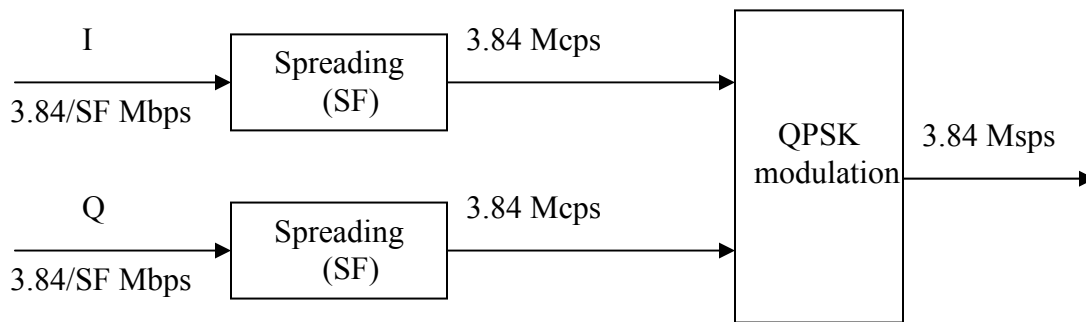 I
3.84/SF Mbps
Spreading
(SF)
3.84 Mcps
QPSK
modulation
3.84 Msps
Q
3.84/SF Mbps
Spreading
(SF)
3.84 Mcps